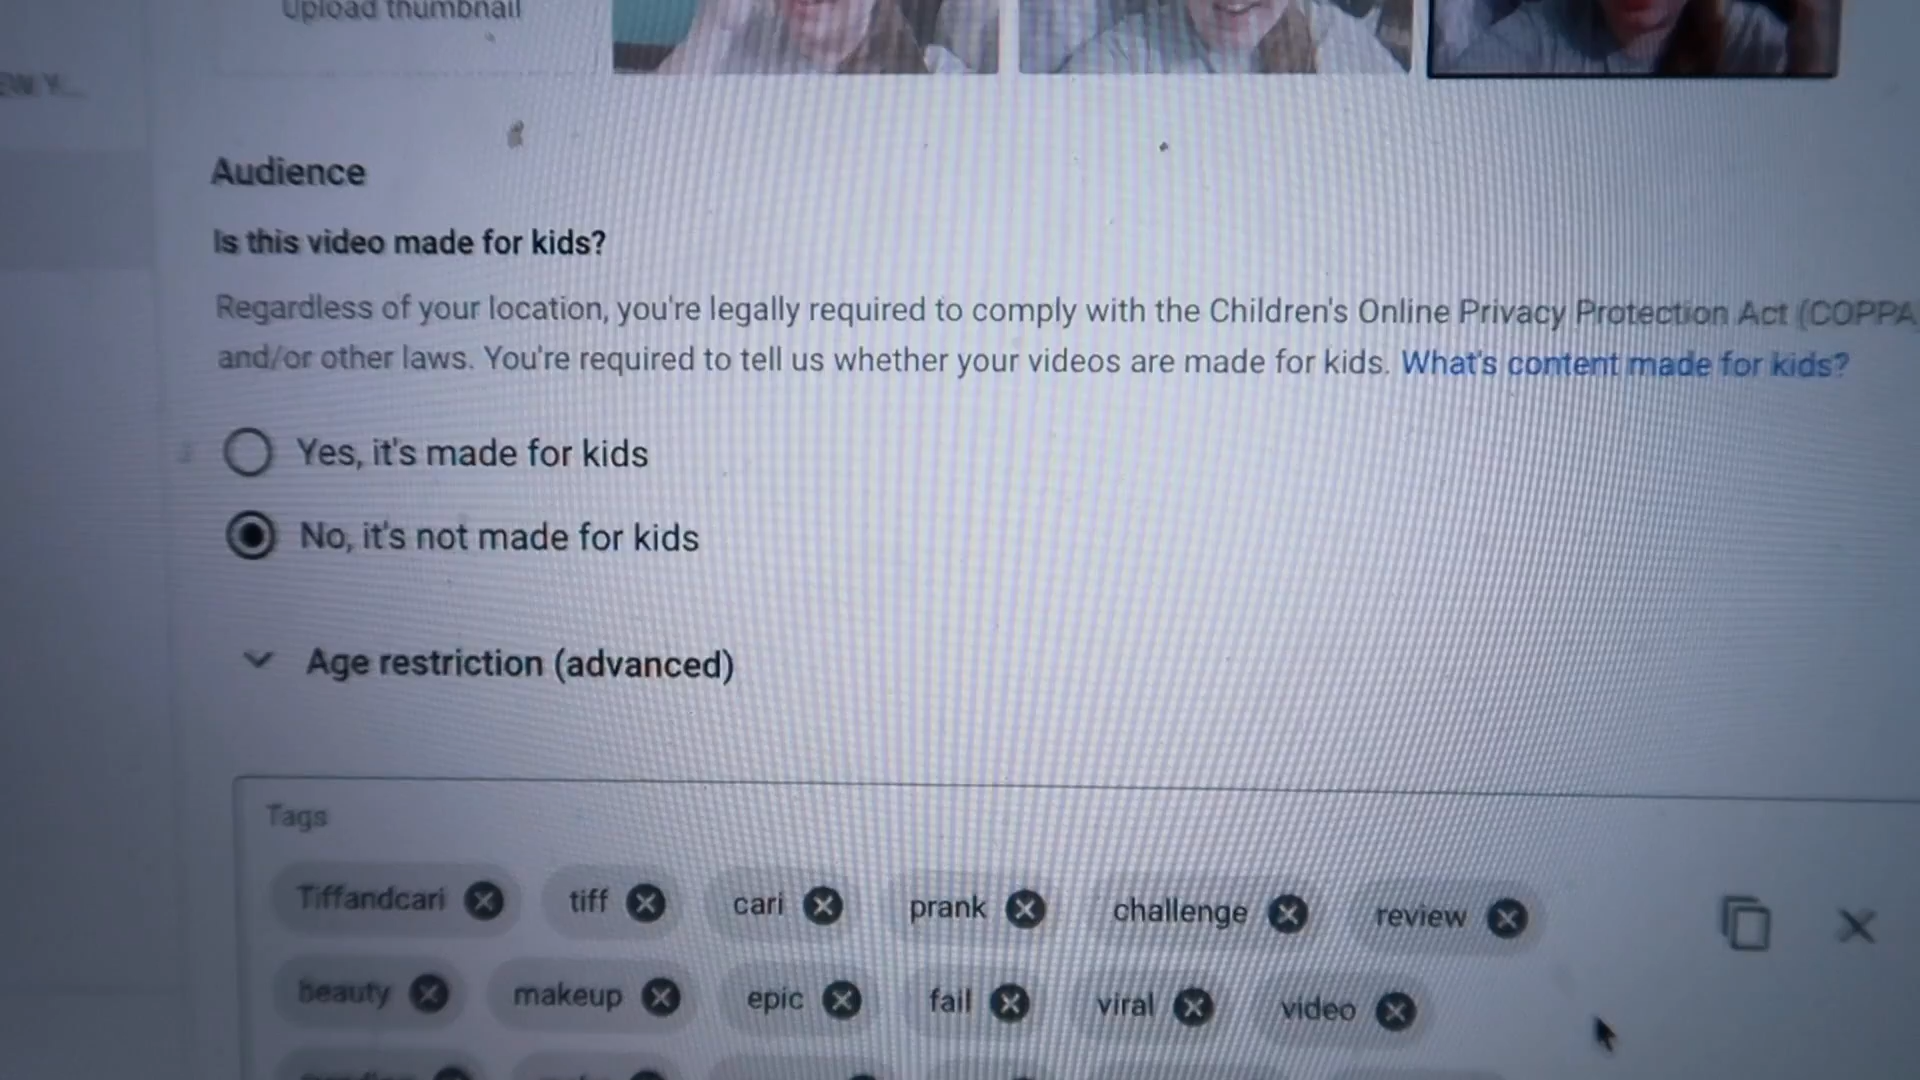 Upload thumbnail
Audience
Is this video made for kids?
Regardless of your location, you're legally required to comply with the Children's Online Privacy Protection Act (COPPA
and/or other laws. You're required to tell us whether your videos are made for kids. What's content made for kids?
Yes, it's made for kids
No, it's not made for kids
Age restriction (advanced)
Tags
Tiffandcari tiff cari prank challenge review
beauty makeup epic fail viral video